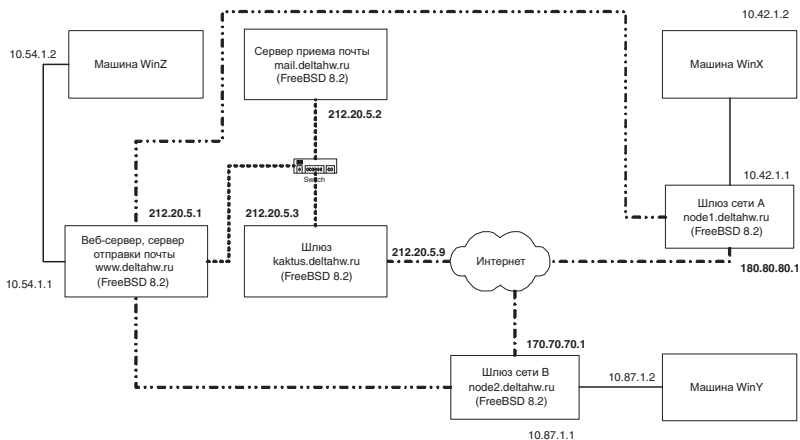 10.42.1.2
10.54.1.2
Машина WinZ
Сервер приема почты
mail.deltahw.ru
(FreeBSD 8.2)
Машина WinX
212.20.5.2
Switch
10.42.1.1
212.20.5.1
212.20.5.3
Шлюз сети А
node1.deltahw.ru
(FreeBSD 8.2)
Веб-сервер, сервер
отправки почты
www.deltahw.ru
(FreeBSD 8.2)
Шлюз
kaktus.deltahw.ru
(FreeBSD 8.2)
212.20.5.9
Интернет
180.80.80.1
10.54.1.1
170.70.70.1
Шлюз сети В
node2.deltahw.ru
(FreeBSD 8.2)
10.87.1.2
Машина WinY
10.87.1.1